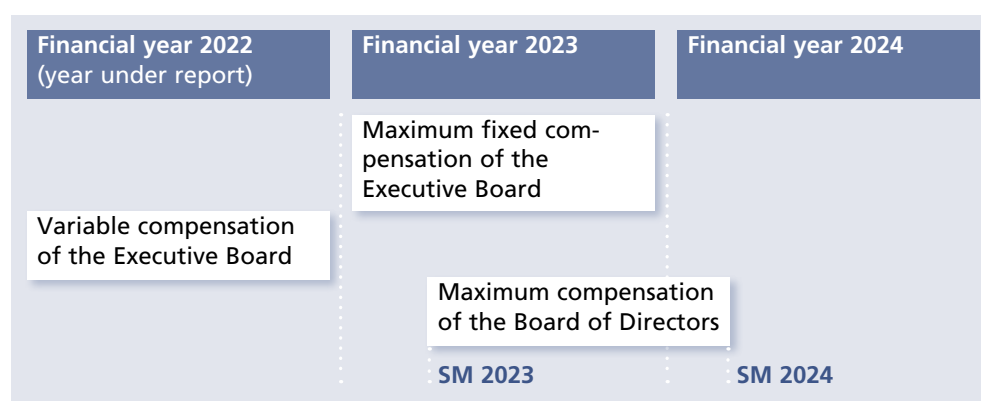 Financial year 2022
(year under report)
Financial year 2023
Financial year 2024
Maximum fixed com-
pensation of the
Executive Board
Variable compensation
of the Executive Board
Maximum compensation
of the Board of Directors
SM 2023
SM 2024